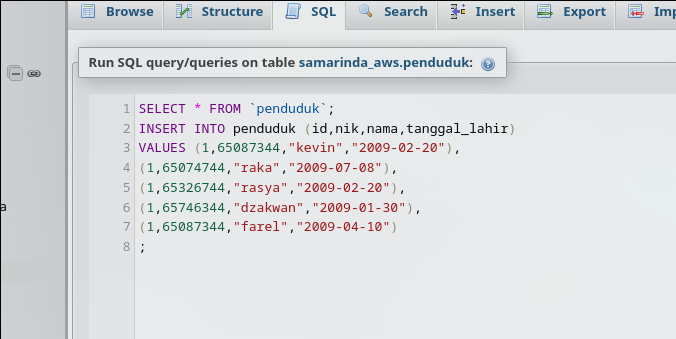 Browse Structure SQL Search Insert Export Imp
Run SQL query/queries on table samarinda_aws.penduduk:
a
1 SELECT * FROM `penduduk`;
2 INSERT INTO penduduk (id,nik,nama,tanggal_lahir)
3 VALUES (1,65087344,"kevin","2009-02-20"),
4 (1,65074744,"raka","2009-07-08"),
5 (1,65326744,"rasya","2009-02-20"),
6 (1,65746344,"dzakwan","2009-01-30"),
7 (1,65087344,"farel","2009-04-10")
8 ;